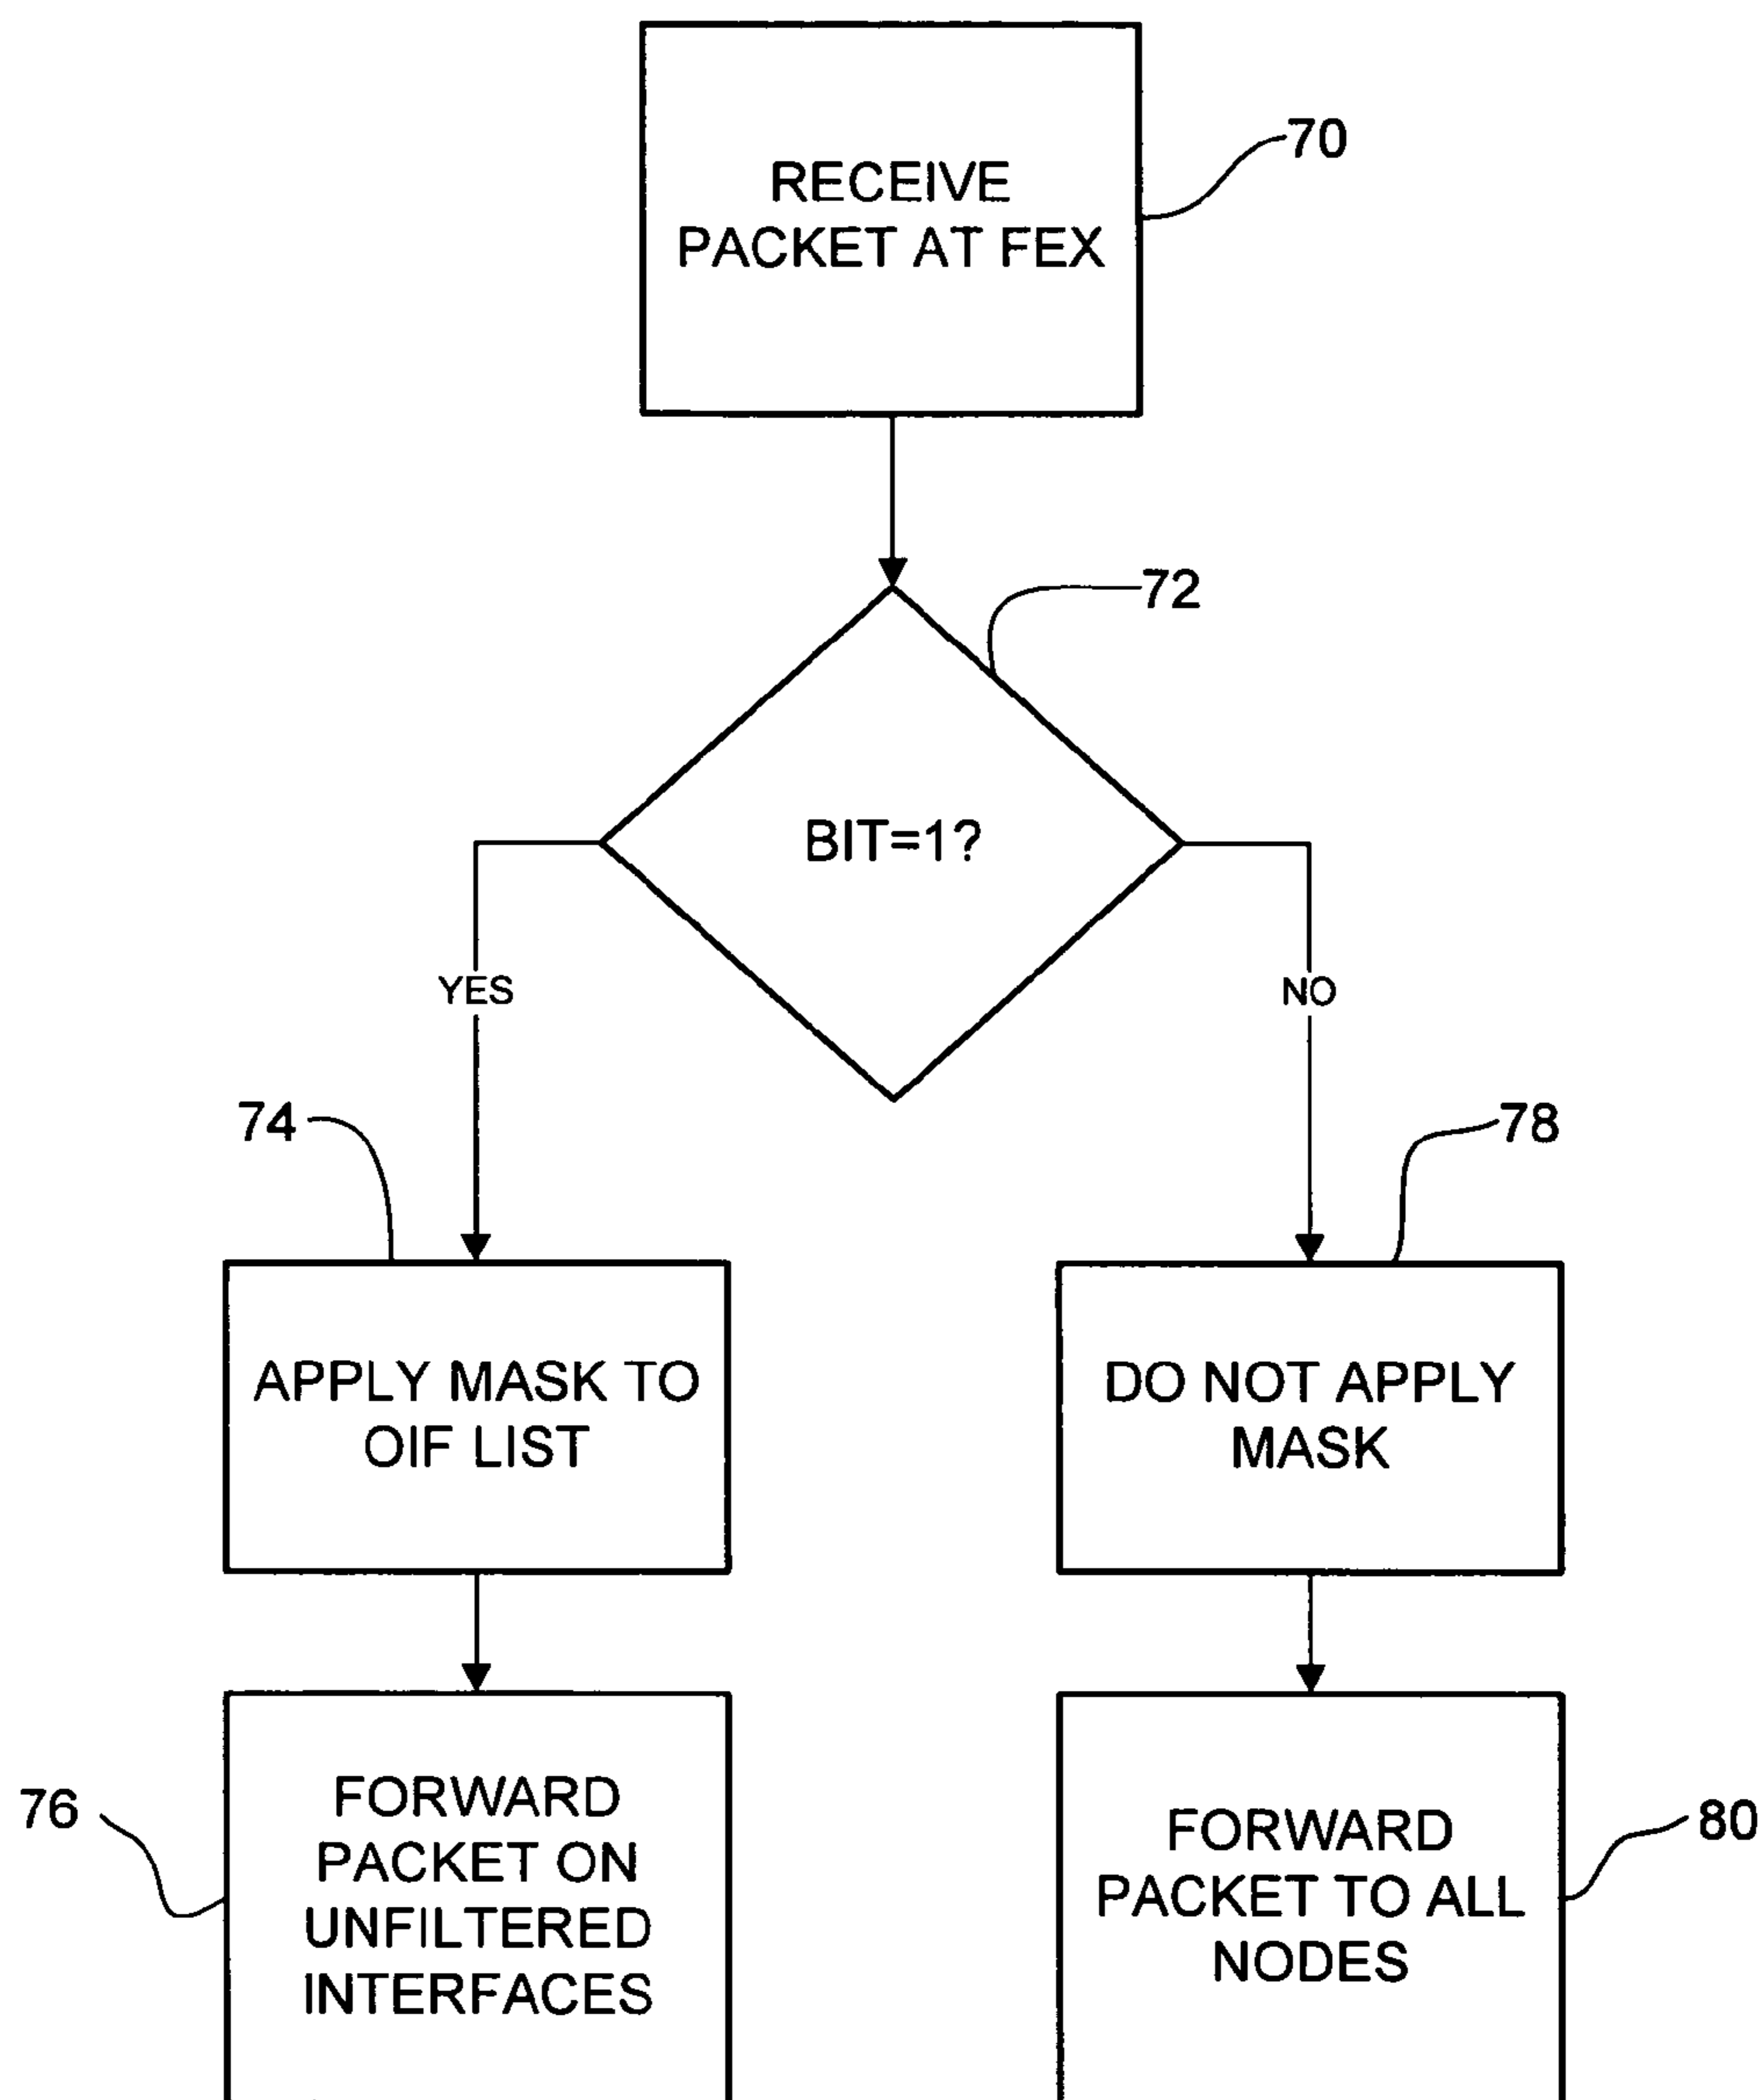 RECEIVE
PACKET AT FEX
70
72
BIT=1?
YES
NO
74
78
APPLY MASK TO
OIF LIST
DO NOT APPLY
MASK
76
FORWARD
PACKET ON
UNFILTERED
INTERFACES
FORWARD
PACKET TO ALL
NODES
80